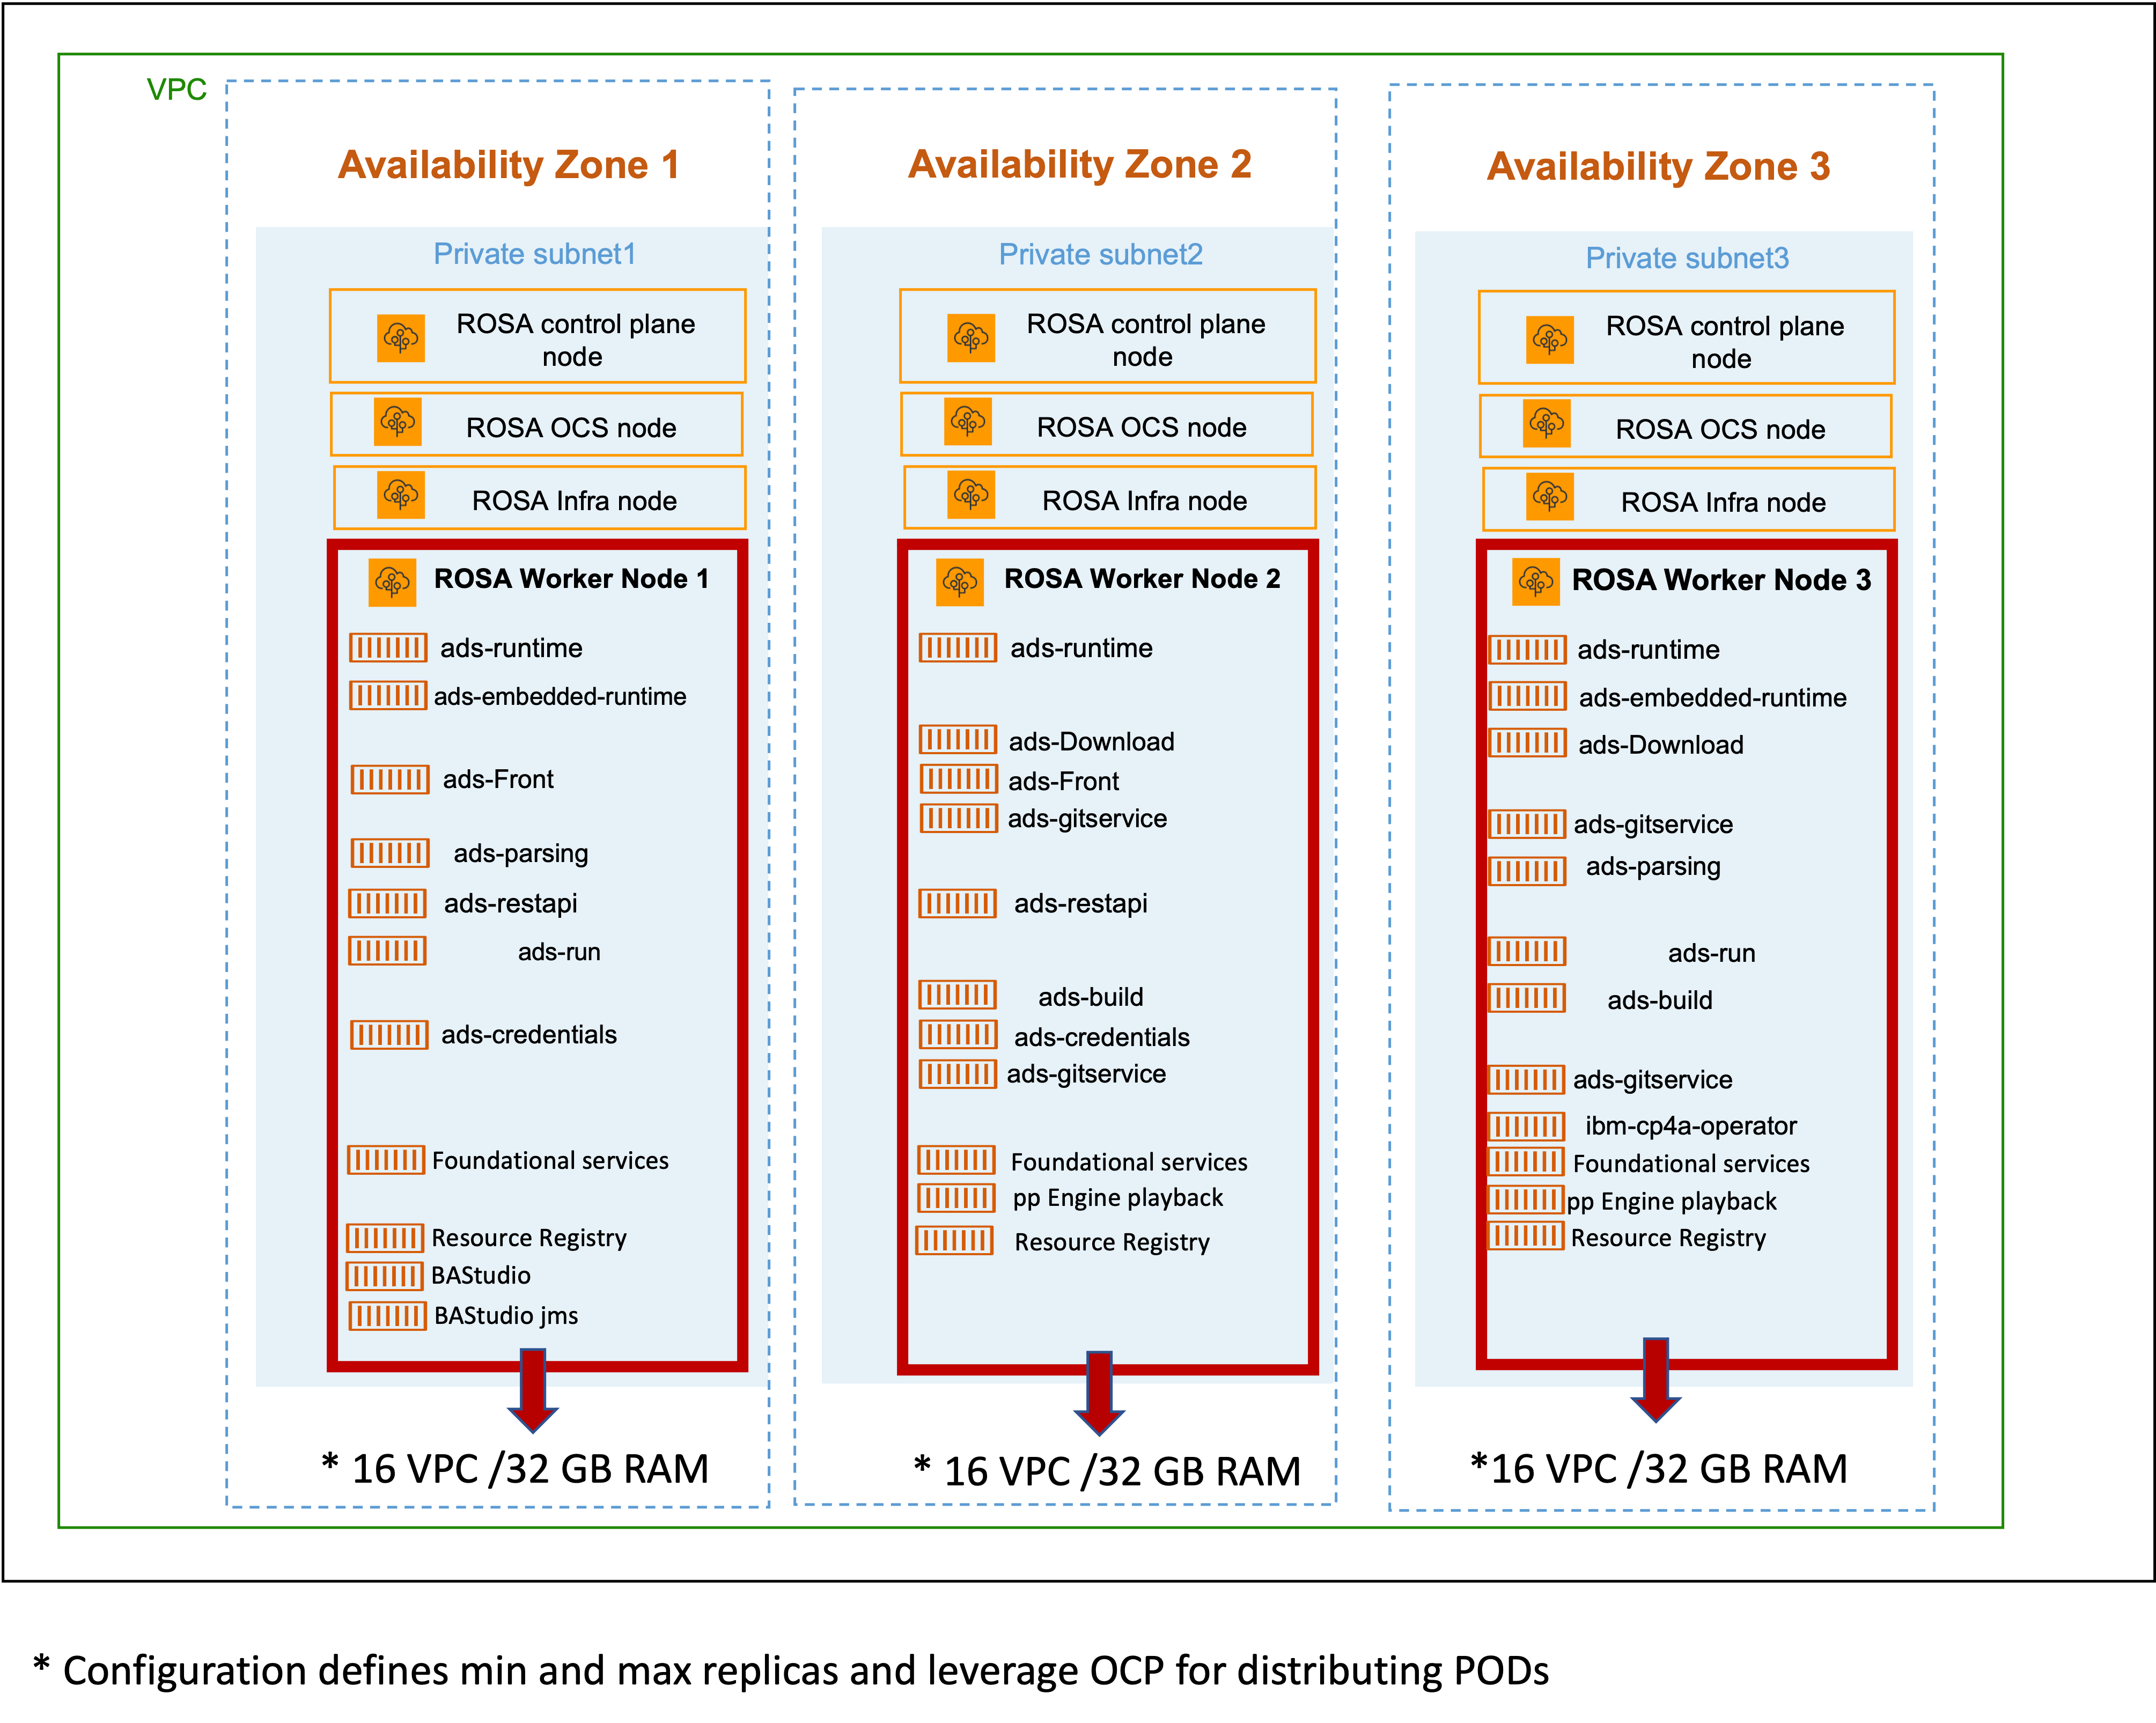 VPC
Availability Zone 1
Private subnet1
ROSA control plane
node
ROSA OCS node
ROSA Infra node
ROSA Worker Node 1
ads-runtime
ads-embedded-runtime
ads-Front
ads-parsing
ads-restapi
ads-run
ads-credentials
Foundational services
Resource Registry
BAStudio
BAStudio jms
* 16 VPC /32 GB RAM
Availability Zone 2
Private subnet2
ROSA control plane
node
ROSA OCS node
ROSA Infra node
ROSA Worker Node 2
ads-runtime
ads-Download
ads-Front
ads-gitservice
ads-restapi
ads-build
ads-credentials
ads-gitservice
Foundational services
pp Engine playback
Resource Registry
* 16 VPC /32 GB RAM
Availability Zone 3
Private subnet3
ROSA control plane
node
ROSA OCS node
ROSA Infra node
ROSA Worker Node 3
ads-runtime
ads-embedded-runtime
ads-Download
ads-gitservice
ads-parsing
ads-run
ads-build
ads-gitservice
ibm-cp4a-operator
Foundational services
pp Engine playback
Resource Registry
*16 VPC /32 GB RAM
* Configuration defines min and max replicas and leverage OCP for distributing PODs